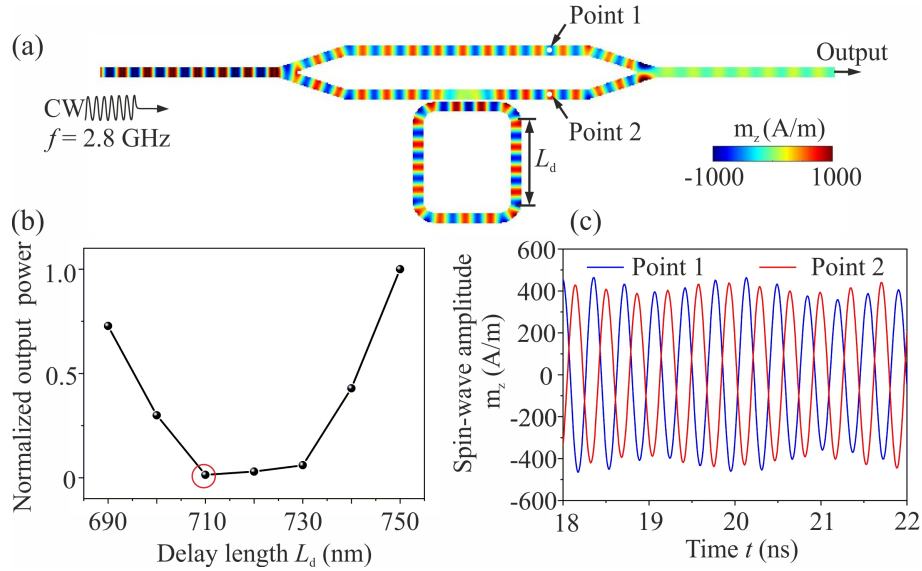 (a)
Point 1
Output
CW
f = 2.8 GHz
Point 2
L_d
m_z (A/m)
-1000 1000
(b)
Normalized output power
1.0
0.5
0
690 710 730 750
Delay length L_d (nm)
(c)
Spin-wave amplitude
m_z (A/m)
600
400
200
0
-200
-400
-600
Point 1 Point 2
18 19 20 21 22
Time t (ns)